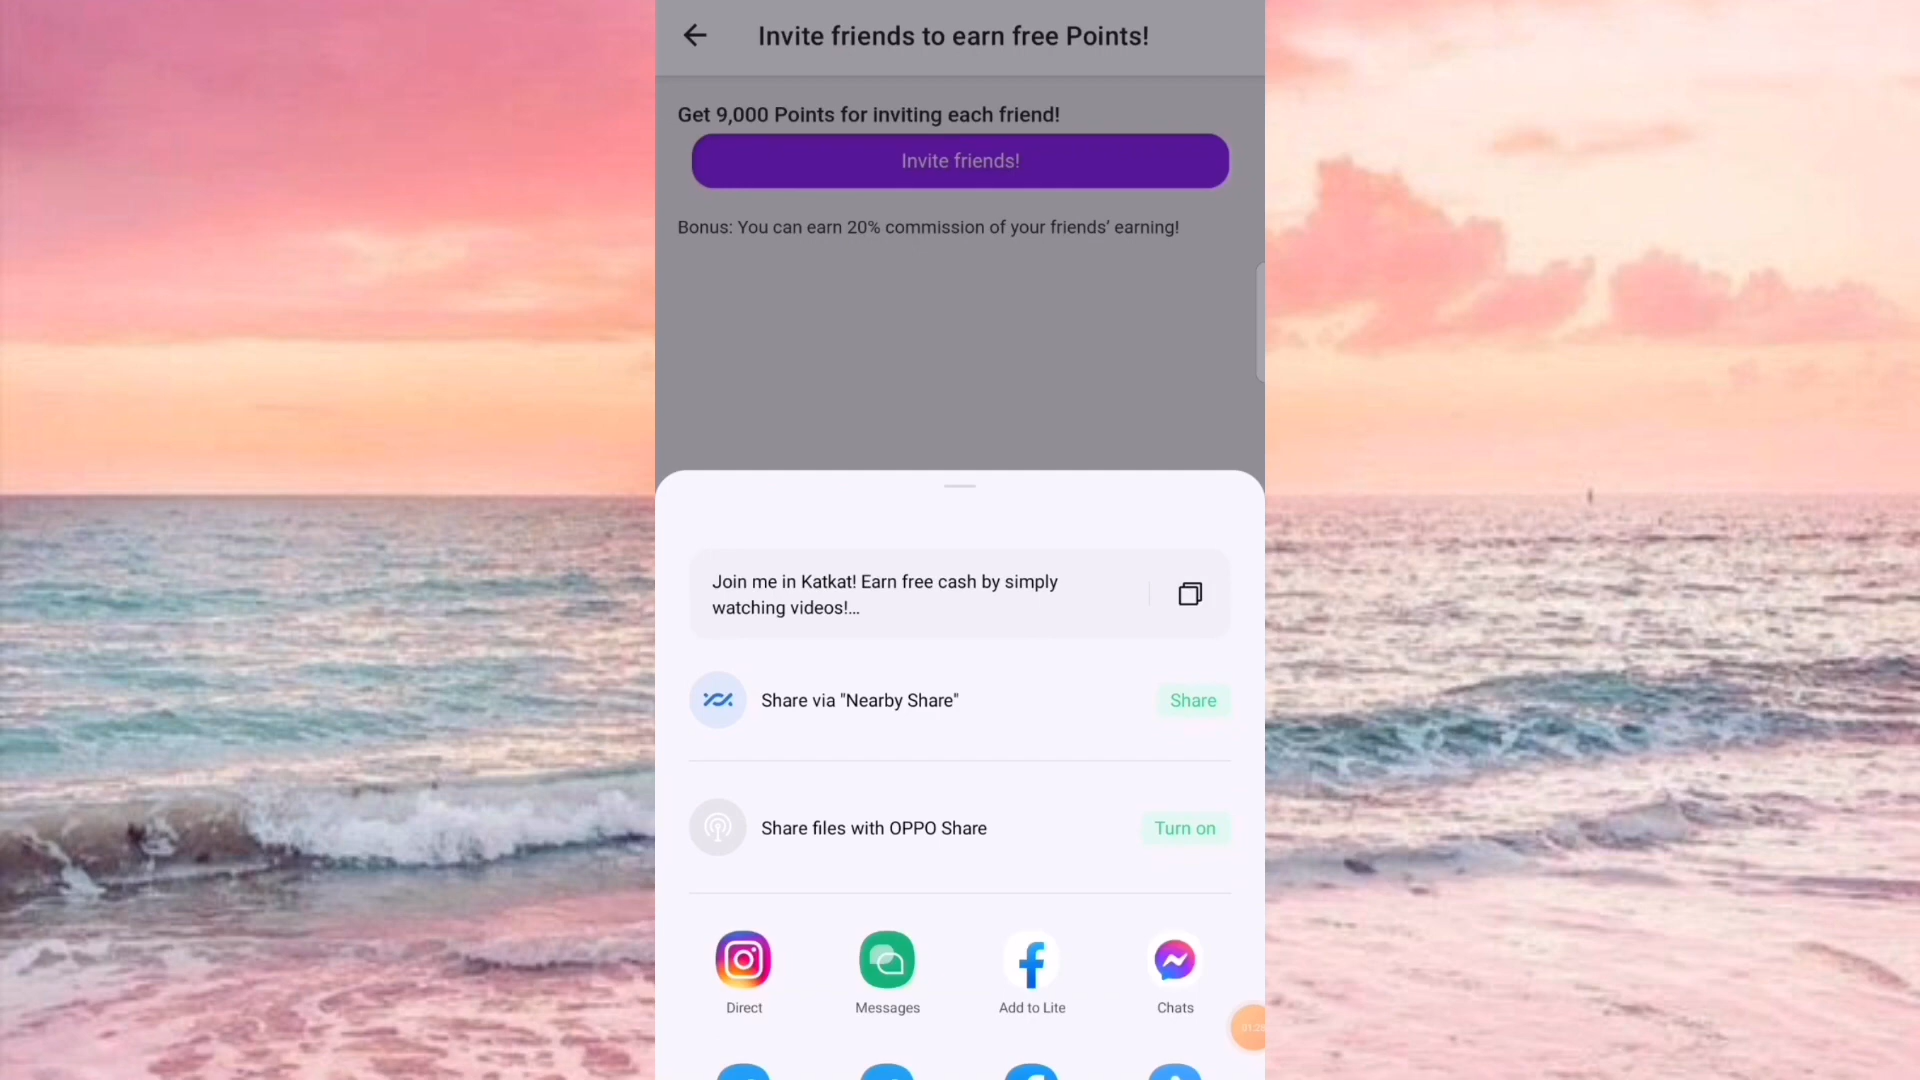 Invite friends to earn free Points!
Get 9,000 Points for inviting each friend!
Invite friends!
Bonus: You can earn 20% commission of your friends’ earning!
Join me in Katkat! Earn free cash by simply
watching videos!...
Share via "Nearby Share"
Share
Share files with OPPO Share
Turn on
Direct
Messages
Add to Lite
Chats